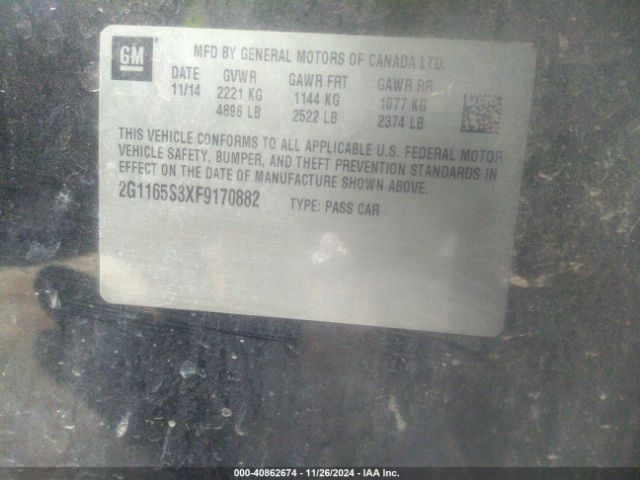 GM
MFD BY GENERAL MOTORS OF CANADA LTD.
DATE GVWR GAWR FRT GAWR RR
11/14 2221 KG 1144 KG 1077 KG
4896 LB 2522 LB 2374 LB
THIS VEHICLE CONFORMS TO ALL APPLICABLE U.S. FEDERAL MOTOR
VEHICLE SAFETY, BUMPER, AND THEFT PREVENTION STANDARDS IN
EFFECT ON THE DATE OF MANUFACTURE SHOWN ABOVE.
2G1165S3XF9170882 TYPE: PASS CAR
000-40862674 - 11/26/2024 - IAA Inc.